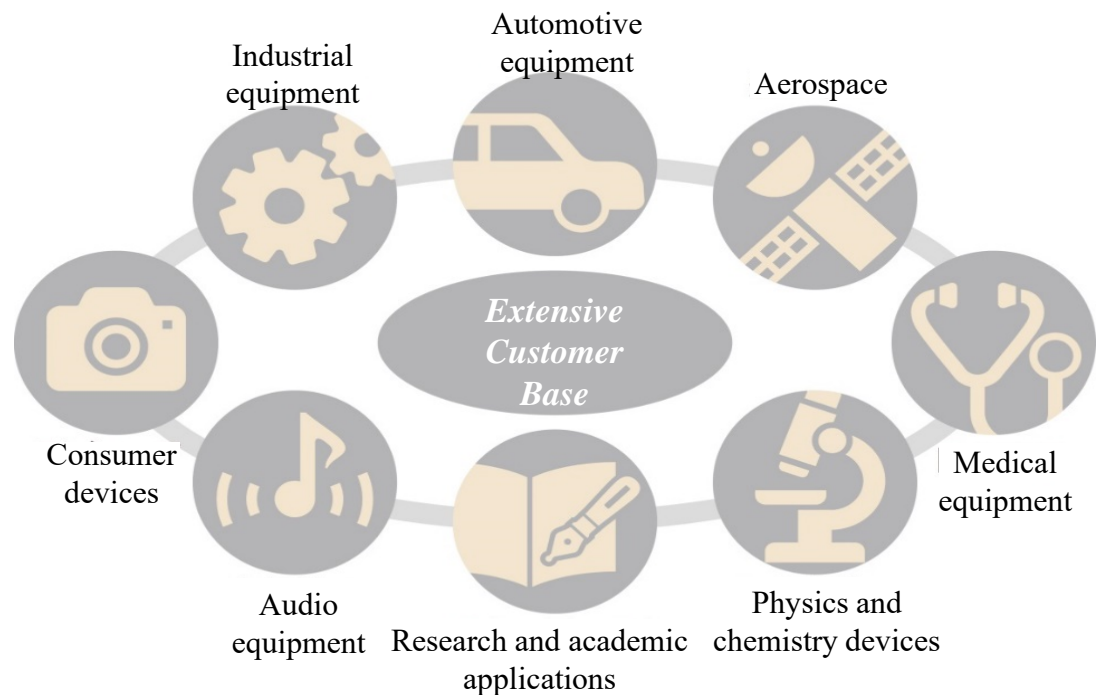 Automotive
equipment
Industrial
equipment
Aerospace
Extensive
Customer
Base
Consumer
devices
Medical
equipment
Audio
equipment
Research and academic
applications
Physics and
chemistry devices